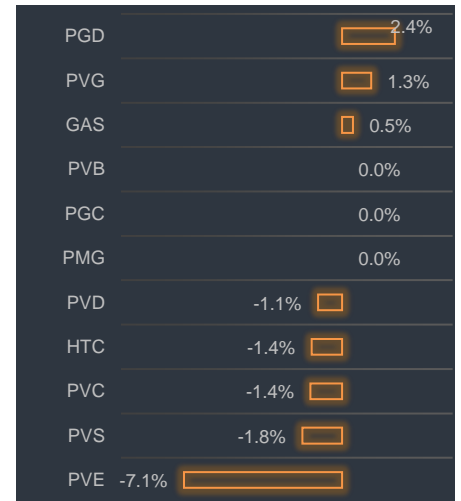 PGD 2.4%
PVG 1.3%
GAS 0.5%
PVB 0.0%
PGC 0.0%
PMG 0.0%
PVD -1.1%
HTC -1.4%
PVC -1.4%
PVS -1.8%
PVE -7.1%